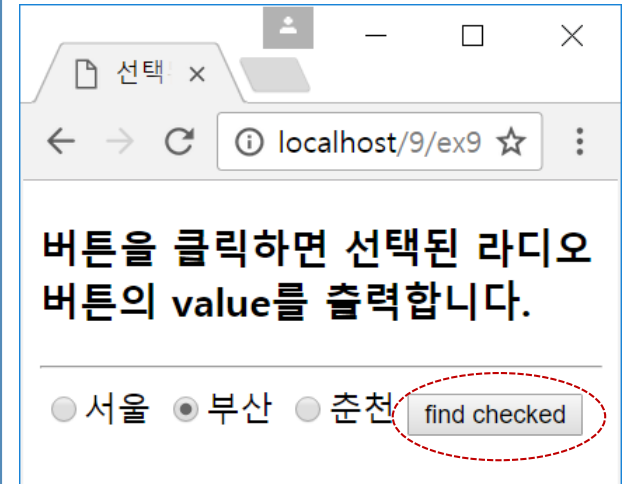 선택
localhost/9/ex9
버튼을 클릭하면 선택된 라디오
버튼의 value를 출력합니다.
서울 부산 춘천 find checked